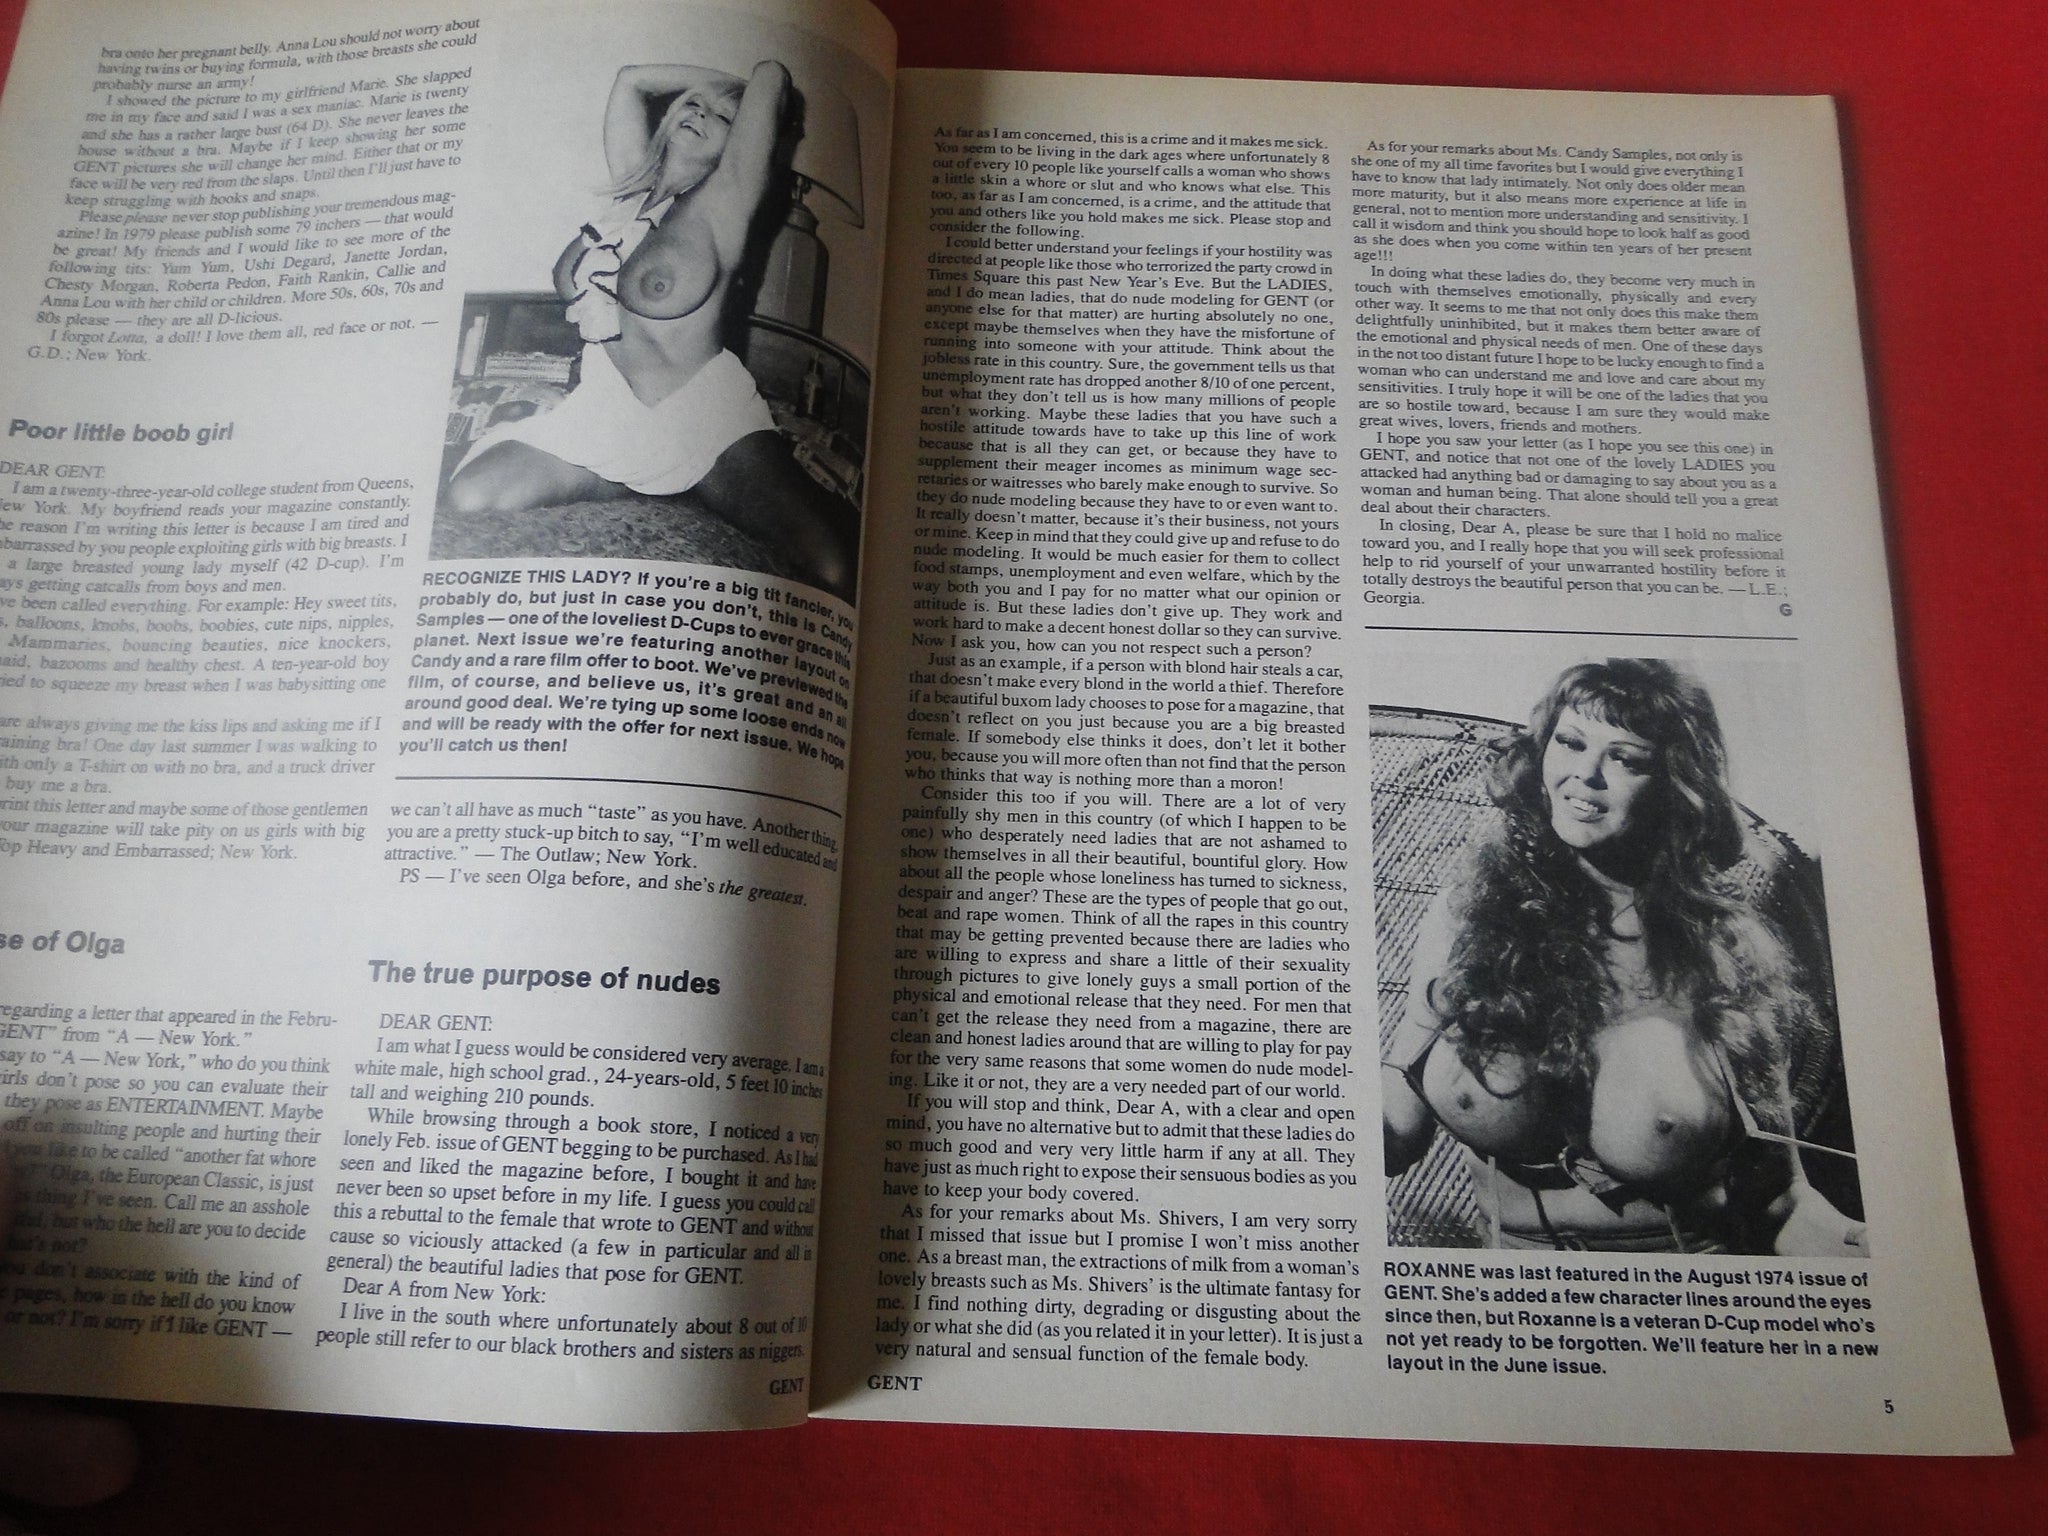 bra onto her pregnant belly. Anna Lou should not worry about
having twins or buying formula, with those breasts she could
probably nurse an army!
I showed the picture to my girlfriend Marie. She slapped
me in my face and said I was a sex maniac. Marie is twenty
and she has a rather large bust (64 D). She never leaves the
house without a bra. Maybe if I keep showing her some
GENT pictures she will change her mind. Either that or my
face will be very red from the slaps. Until then I'll just have to
keep struggling with hooks and snaps.
Please please never stop publishing your tremendous mag-
azine! In 1979 please publish some 79 inchers — that would
be great! My friends and I would like to see more of the
following tits: Yum Yum, Ushi Degard, Janette Jordan,
Chesty Morgan, Roberta Pedon, Faith Rankin, Callie and
Anna Lou with her child or children. More 50s, 60s, 70s and
80s please — they are all D-licious.
I forgot Lotta, a doll! I love them all, red face or not. —
G.D.; New York.
Poor little boob girl
DEAR GENT:
I am a twenty-three-year-old college student from Queens,
New York. My boyfriend reads your magazine constantly.
reason I'm writing this letter is because I am tired and
by you people exploiting girls with big breasts. I
a large breasted young lady myself (42 D-cup). I'm
getting catcalls from boys and men.
been called everything. For example: Hey sweet tits,
balloons, knobs, boobs, boobies, cute nips, nipples,
Mammaries, bouncing beauties, nice knockers,
bazooms and healthy chest. A ten-year-old boy
to squeeze my breast when I was babysitting one
are always giving me the kiss lips and asking me if I
bra! One day last summer I was walking to
only a T-shirt on with no bra, and a truck driver
buy me a bra.
this letter and maybe some of those gentlemen
your magazine will take pity on us girls with big
Top Heavy and Embarrassed; New York.
of Olga
regarding a letter that appeared in the Febru-
GENT" from "A — New York."
say to "A — New York," who do you think
girls don't pose so you can evaluate their
they pose as ENTERTAINMENT. Maybe
off on insulting people and hurting their
you like to be called "another fat whore
"Olga, the European Classic, is just
thing I've seen. Call me an asshole
but who the hell are you to decide
not?
you don't associate with the kind of
pages, how in the hell do you know
or not? I'm sorry if I like GENT —
RECOGNIZE THIS LADY? If you're a big tit fancier, you
probably do, but just in case you don't, this is Candy
Samples — one of the loveliest D-Cups to ever grace this
planet. Next issue we're featuring another layout on
Candy and a rare film offer to boot. We've previewed the
film, of course, and believe us, it's great and an all
around good deal. We're tying up some loose ends now
and will be ready with the offer for next issue. We hope
you'll catch us then!
we can't all have as much "taste" as you have. Another thing,
you are a pretty stuck-up bitch to say, "I'm well educated and
attractive." — The Outlaw; New York.
PS — I've seen Olga before, and she's the greatest.
The true purpose of nudes
DEAR GENT:
I am what I guess would be considered very average. I am a
white male, high school grad., 24-years-old, 5 feet 10 inches
tall and weighing 210 pounds.
While browsing through a book store, I noticed a very
lonely Feb. issue of GENT begging to be purchased. As I had
seen and liked the magazine before, I bought it and have
never been so upset before in my life. I guess you could call
this a rebuttal to the female that wrote to GENT and without
cause so viciously attacked (a few in particular and all in
general) the beautiful ladies that pose for GENT.
Dear A from New York:
I live in the south where unfortunately about 8 out of 10
people still refer to our black brothers and sisters as niggers.
GENT
As far as I am concerned, this is a crime and it makes me sick.
You seem to be living in the dark ages where unfortunately 8
out of every 10 people like yourself calls a woman who shows
a little skin a whore or slut and who knows what else. This
too, as far as I am concerned, is a crime, and the attitude that
you and others like you hold makes me sick. Please stop and
consider the following.
I could better understand your feelings if your hostility was
directed at people like those who terrorized the party crowd in
Times Square this past New Year's Eve. But the LADIES,
and I do mean ladies, that do nude modeling for GENT (or
anyone else for that matter) are hurting absolutely no one,
except maybe themselves when they have the misfortune of
running into someone with your attitude. Think about the
jobless rate in this country. Sure, the government tells us that
unemployment rate has dropped another 8/10 of one percent,
but what they don't tell us is how many millions of people
aren't working. Maybe these ladies that you have such a
hostile attitude towards have to take up this line of work
because that is all they can get, or because they have to
supplement their meager incomes as minimum wage sec-
retaries or waitresses who barely make enough to survive. So
they do nude modeling because they have to or even want to.
It really doesn't matter, because it's their business, not yours
or mine. Keep in mind that they could give up and refuse to do
nude modeling. It would be much easier for them to collect
food stamps, unemployment and even welfare, which by the
way both you and I pay for no matter what our opinion or
attitude is. But these ladies don't give up. They work and
work hard to make a decent honest dollar so they can survive.
Now I ask you, how can you not respect such a person?
Just as an example, if a person with blond hair steals a car,
that doesn't make every blond in the world a thief. Therefore
if a beautiful buxom lady chooses to pose for a magazine, that
doesn't reflect on you just because you are a big breasted
female. If somebody else thinks it does, don't let it bother
you, because you will more often than not find that the person
who thinks that way is nothing more than a moron!
Consider this too if you will. There are a lot of very
painfully shy men in this country (of which I happen to be
one) who desperately need ladies that are not ashamed to
show themselves in all their beautiful, bountiful glory. How
about all the people whose loneliness has turned to sickness,
despair and anger? These are the types of people that go out,
beat and rape women. Think of all the rapes in this country
that may be getting prevented because there are ladies who
are willing to express and share a little of their sexuality
through pictures to give lonely guys a small portion of the
physical and emotional release that they need. For men that
can't get the release they need from a magazine, there are
clean and honest ladies around that are willing to play for pay
for the very same reasons that some women do nude model-
ing. Like it or not, they are a very needed part of our world.
If you will stop and think, Dear A, with a clear and open
mind, you have no alternative but to admit that these ladies do
so much good and very very little harm if any at all. They
have just as much right to expose their sensuous bodies as you
have to keep your body covered.
As for your remarks about Ms. Shivers, I am very sorry
that I missed that issue but I promise I won't miss another
one. As a breast man, the extractions of milk from a woman's
lovely breasts such as Ms. Shivers' is the ultimate fantasy for
me. I find nothing dirty, degrading or disgusting about the
lady or what she did (as you related it in your letter). It is just a
very natural and sensual function of the female body.
GENT
As for your remarks about Ms. Candy Samples, not only is
she one of my all time favorites but I would give everything I
have to know that lady intimately. Not only does older mean
more maturity, but it also means more experience at life in
general, not to mention more understanding and sensitivity. I
call it wisdom and think you should hope to look half as good
as she does when you come within ten years of her present
age!!!
In doing what these ladies do, they become very much in
touch with themselves emotionally, physically and every
other way. It seems to me that not only does this make them
delightfully uninhibited, but it makes them better aware of
the emotional and physical needs of men. One of these days
in the not too distant future I hope to be lucky enough to find a
woman who can understand me and love and care about my
sensitivities. I truly hope it will be one of the ladies that you
are so hostile toward, because I am sure they would make
great wives, lovers, friends and mothers.
I hope you saw your letter (as I hope you see this one) in
GENT, and notice that not one of the lovely LADIES you
attacked had anything bad or damaging to say about you as a
woman and human being. That alone should tell you a great
deal about their characters.
In closing, Dear A, please be sure that I hold no malice
toward you, and I really hope that you will seek professional
help to rid yourself of your unwarranted hostility before it
totally destroys the beautiful person that you can be. — L.E.;
Georgia.
G
ROXANNE was last featured in the August 1974 issue of
GENT. She's added a few character lines around the eyes
since then, but Roxanne is a veteran D-Cup model who's
not yet ready to be forgotten. We'll feature her in a new
layout in the June issue.
5